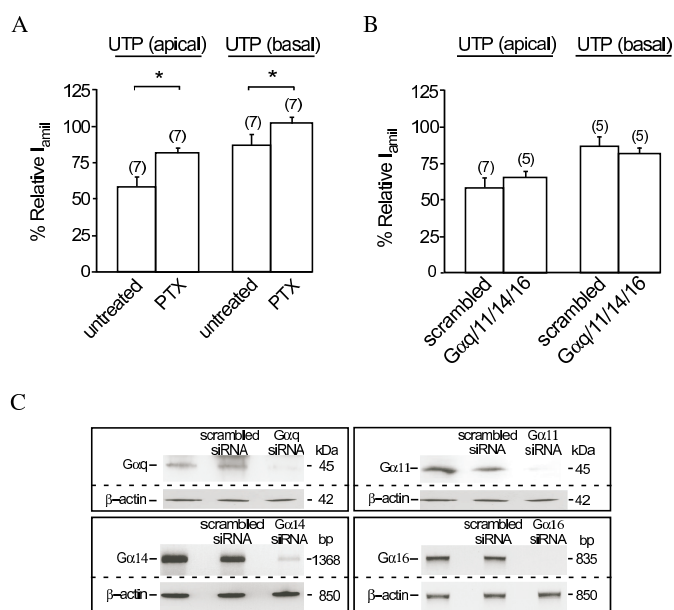 A
UTP (apical) UTP (basal)
* *
% Relative Iamil
125
100
75
50
25
0
(7) (7) (7) (7)
untreated PTX untreated PTX
B
UTP (apical) UTP (basal)
% Relative Iamil
100
75
50
25
0
(7) (5) (5) (5)
scrambled Gαq/11/14/16 scrambled Gαq/11/14/16
C
scrambled siRNA Gαq siRNA kDa
Gαq– - 45
β–actin – - 42
scrambled siRNA Gα11 siRNA kDa
Gα11– -45
β–actin – - 42
scrambled siRNA Gα14 siRNA bp
Gα14– -1368
β–actin– - 850
scrambled siRNA Gα16 siRNA bp
Gα16– - 835
β–actin– - 850